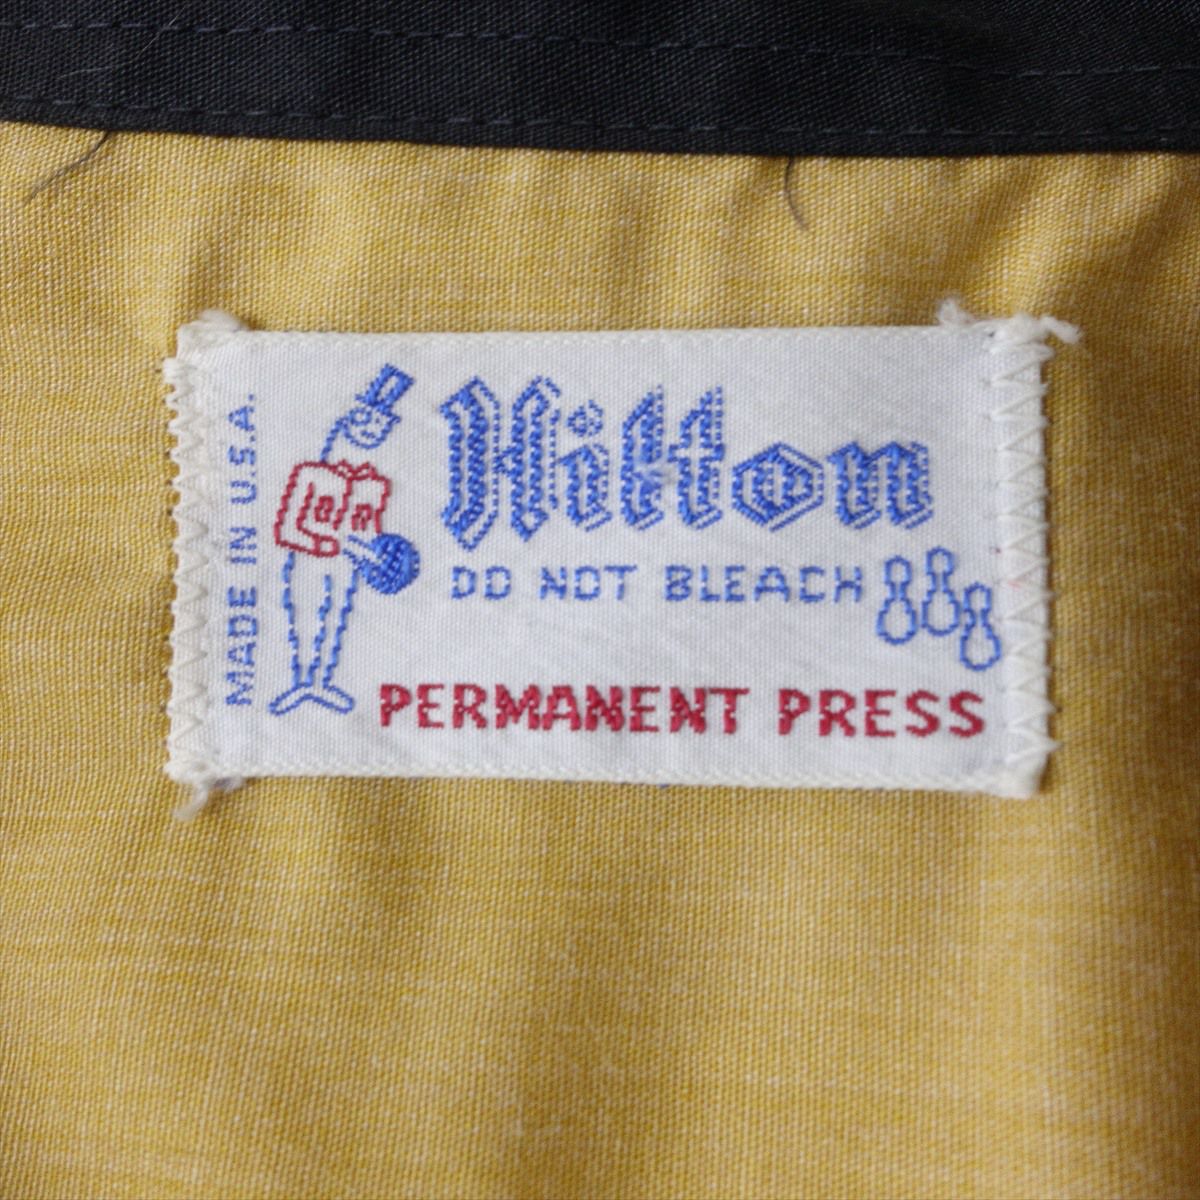 MADE IN U.S.A.
Hilton
DO NOT BLEACH
PERMANENT PRESS